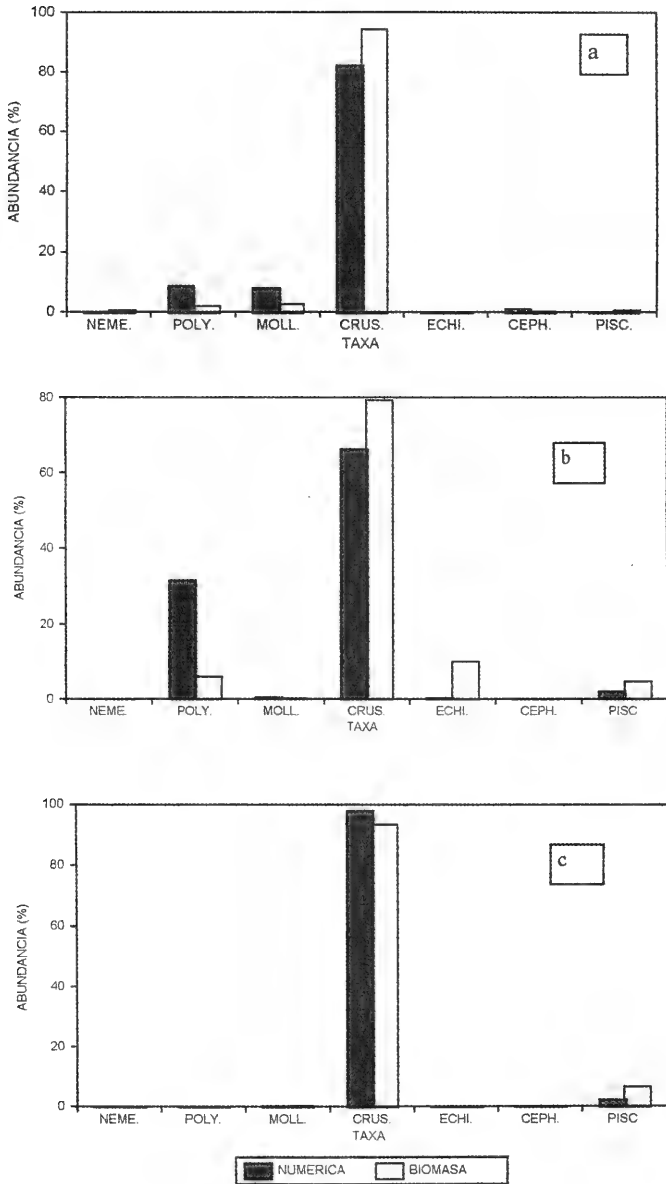 100
80
60
40
20
0
ABUNDANCIA (%)
a
NEME. POLY. MOLL. CRUS. ECHI. CEPH. PISC.
TAXA
80
60
40
20
0
ABUNDANCIA (%)
b
NEME. POLY. MOLL. CRUS. ECHI. CEPH. PISC
TAXA
100
80
60
40
20
0
ABUNDANCIA (%)
c
NEME. POLY. MOLL. CRUS. ECHI. CEPH. PISC
TAXA
NUMERICA BIOMASA